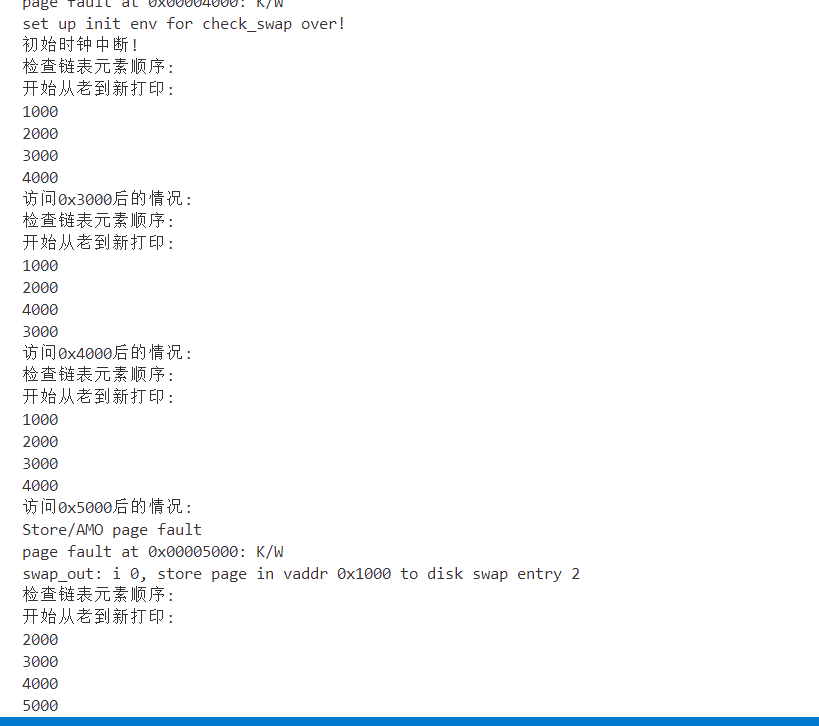 page fault at 0x00004000: K/W
set up init env for check_swap over!
初始时钟中断!
检查链表元素顺序:
开始从老到新打印:
1000
2000
3000
4000
访问0x3000后的情况:
检查链表元素顺序:
开始从老到新打印:
1000
2000
4000
3000
访问0x4000后的情况:
检查链表元素顺序:
开始从老到新打印:
1000
2000
3000
4000
访问0x5000后的情况:
Store/AMO page fault
page fault at 0x00005000: K/W
swap_out: i 0, store page in vaddr 0x1000 to disk swap entry 2
检查链表元素顺序:
开始从老到新打印:
2000
3000
4000
5000